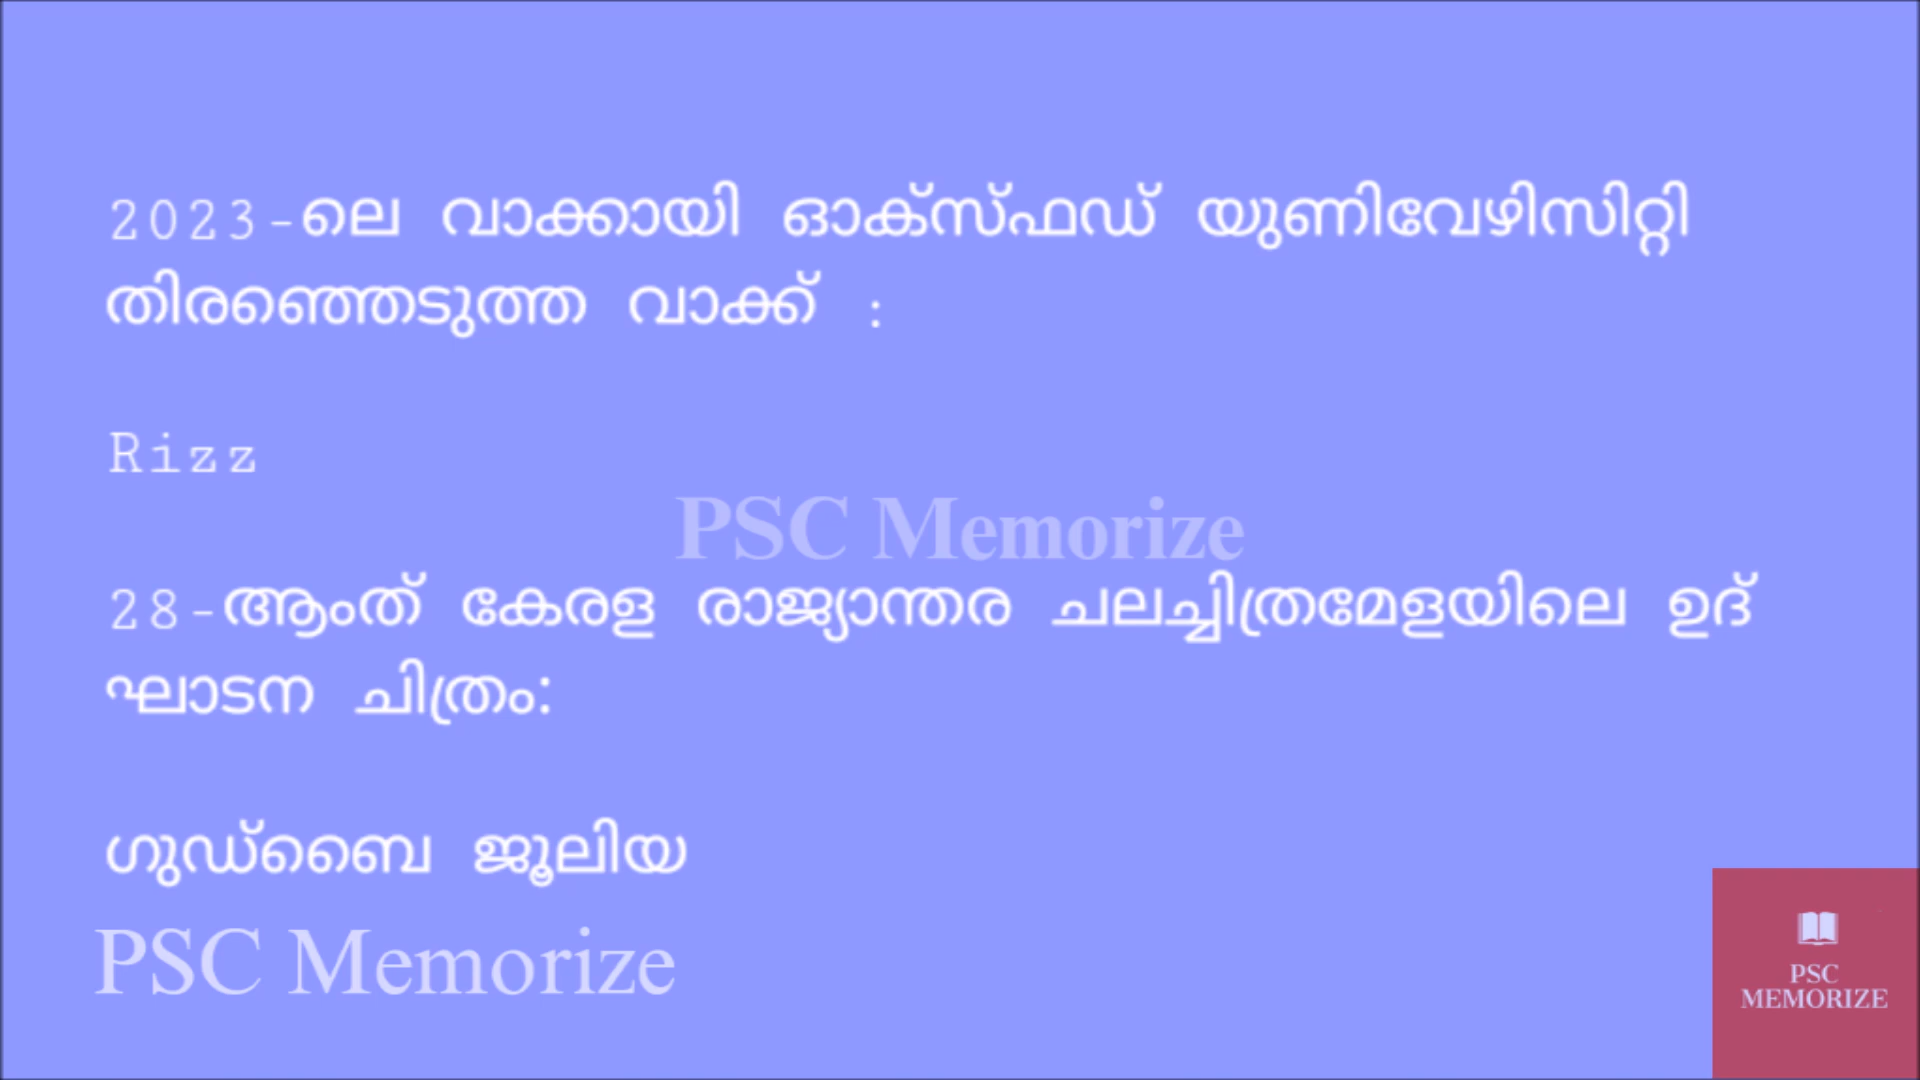 2023-ലെ വാക്കായി ഓക്സ്ഫഡ് യുണിവേഴിസിറ്റി
തിരഞ്ഞെടുത്ത വാക്ക് :
Rizz
PSC Memorize
28-ആംത് കേരള രാജ്യാന്തര ചലച്ചിത്രമേളയിലെ ഉദ്
ഘാടന ചിത്രം:
ഗുഡ്ബൈ ജൂലിയ
PSC Memorize
PSC
MEMORIZE